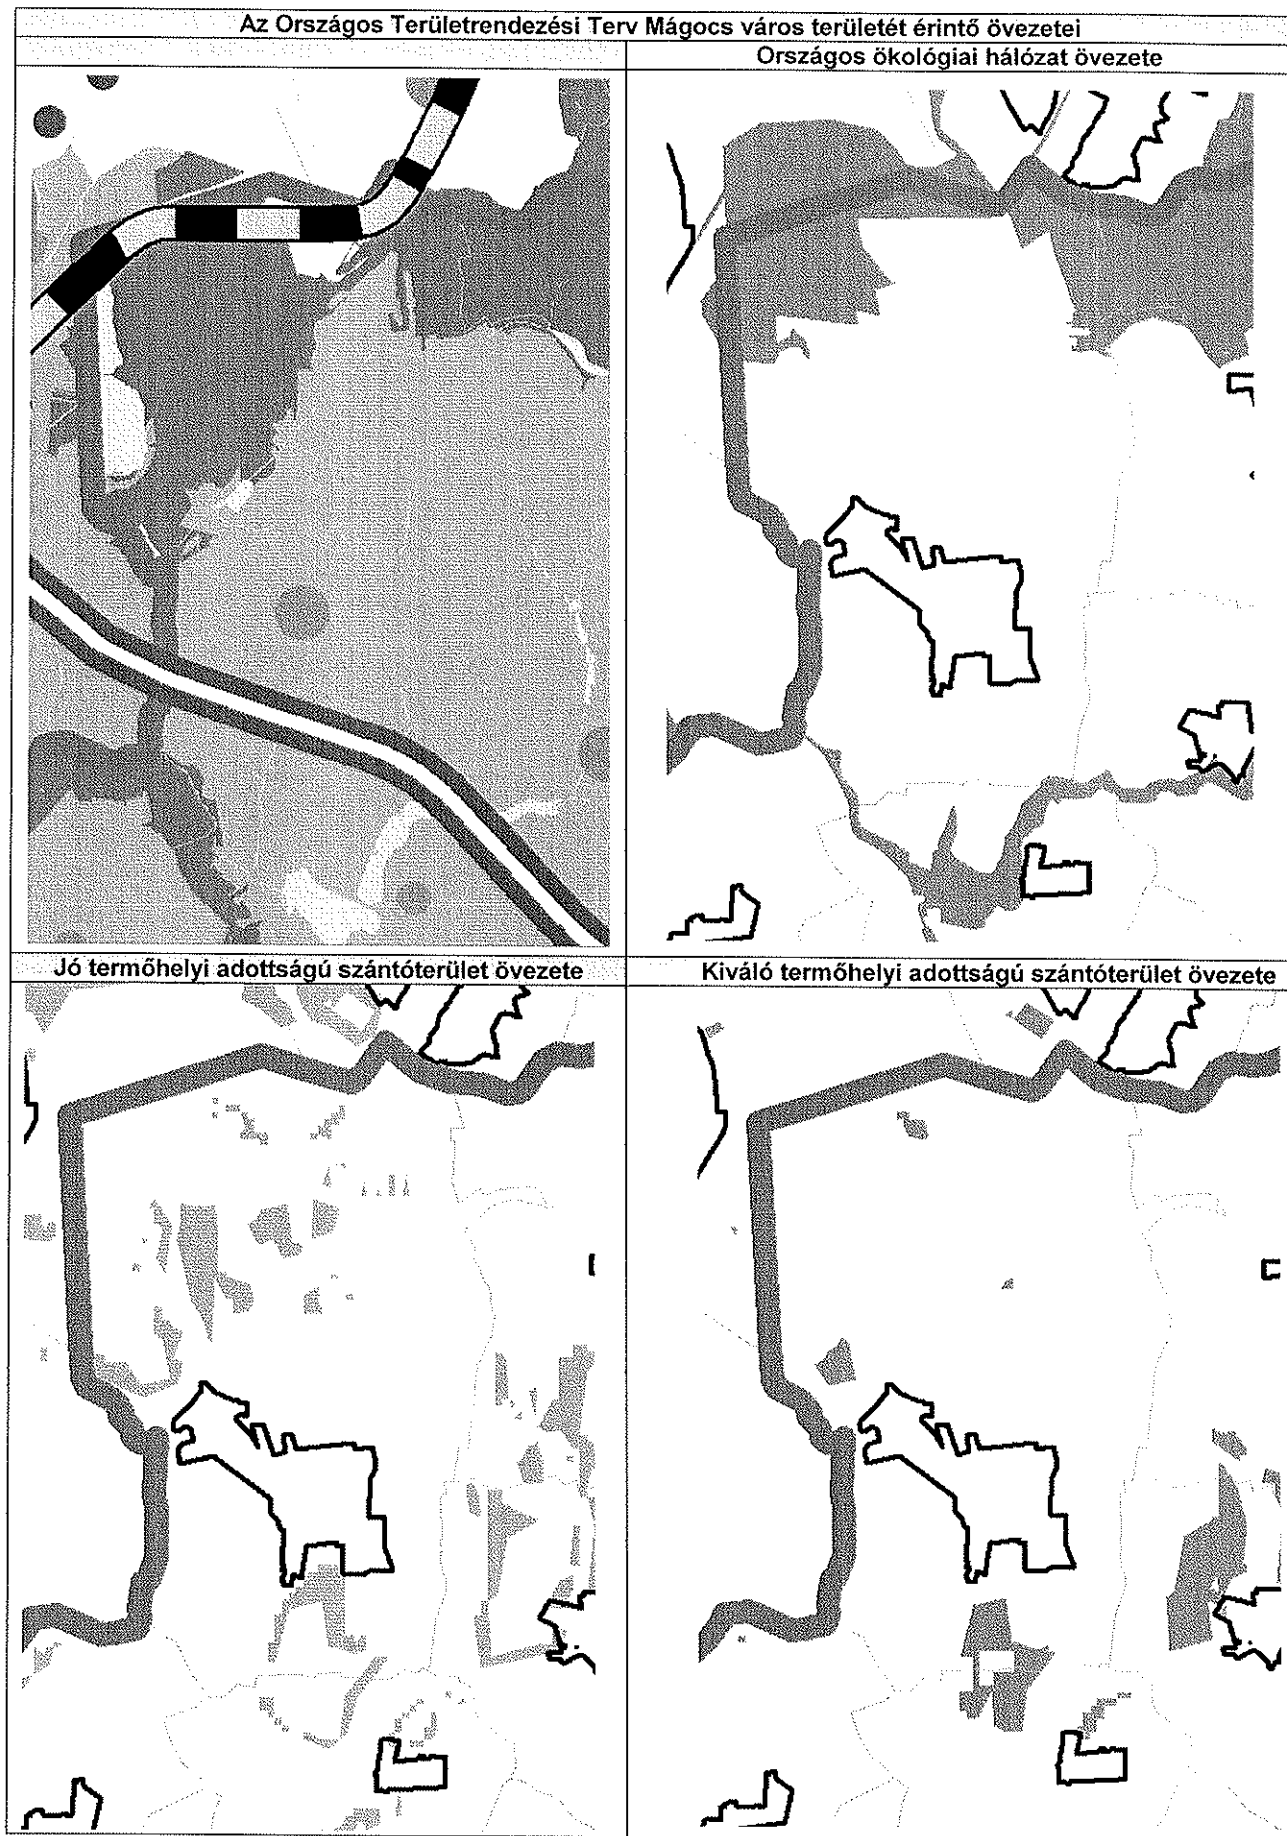 Az Országos Területrendezési Terv Mágocs város területét érintő övezetei
Országos ökológiai hálózat övezete
Jó termőhelyi adottságú szántóterület övezete
Kiváló termőhelyi adottságú szántóterület övezete